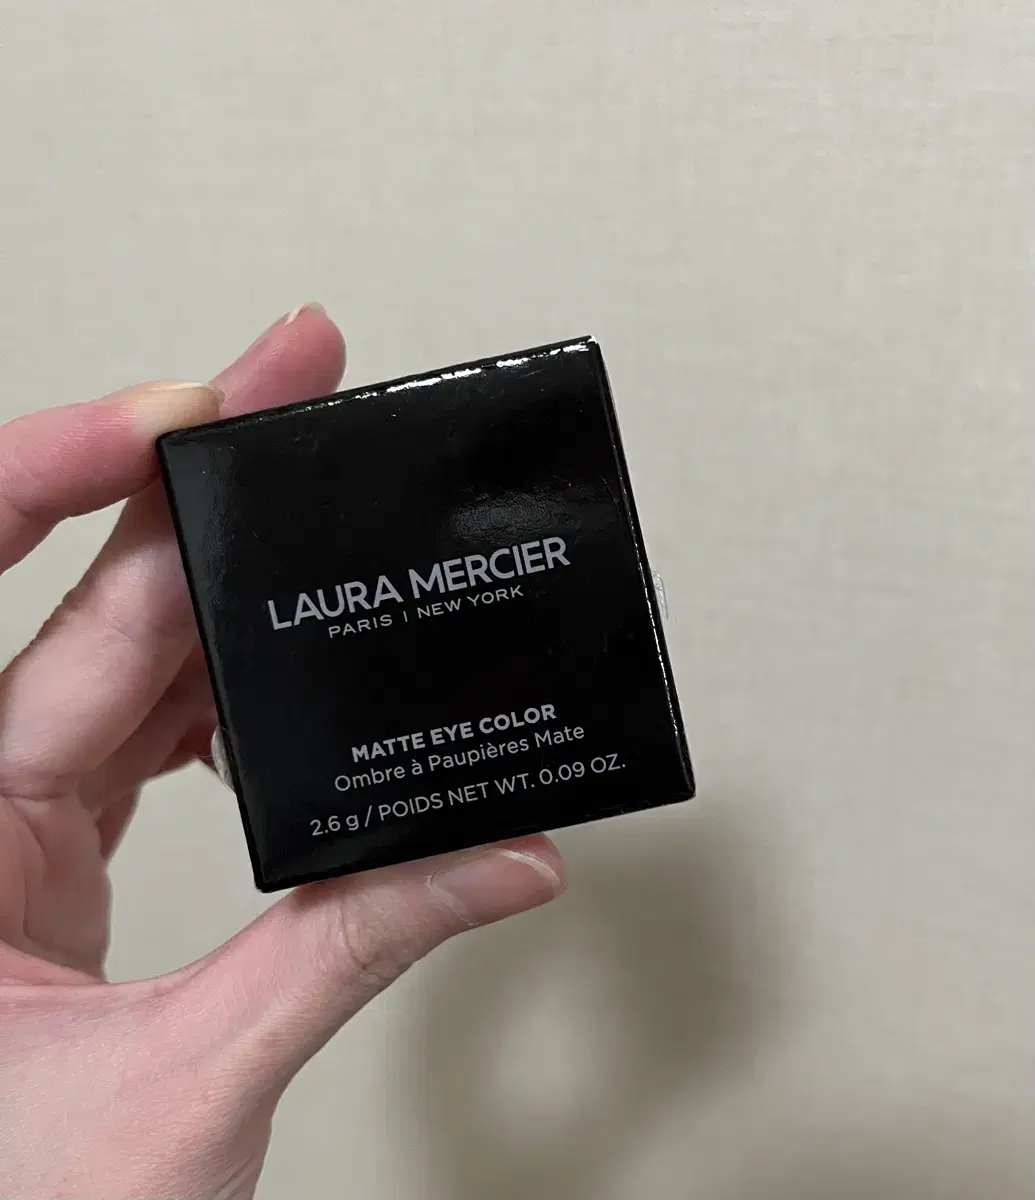 LAURA MERCIER
PARIS | NEW YORK
MATTE EYE COLOR
Ombre à Paupières Mate
2.6 g / POIDS NET WT. 0.09 OZ.